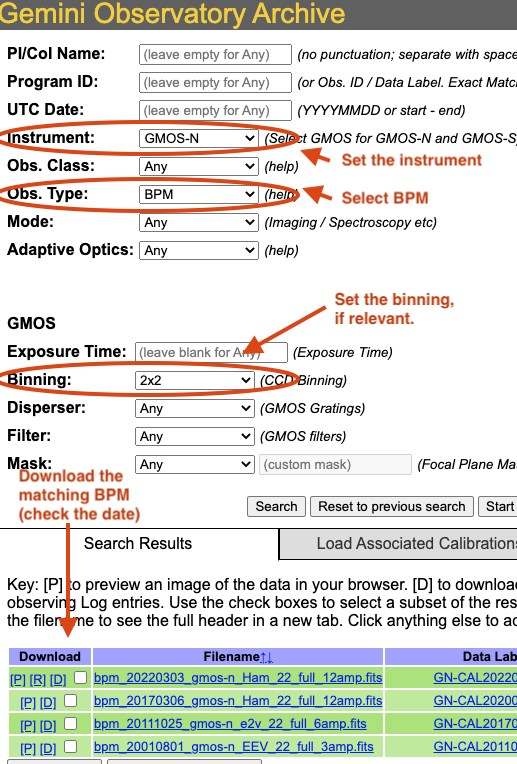 Gemini Observatory Archive
PI/Col Name: (leave empty for Any) (no punctuation; separate with space
Program ID: (leave empty for Any) (or Obs. ID / Data Label. Exact Matc
UTC Date: (leave empty for Any) (YYYYMMDD or start - end)
Instrument: GMOS-N (Select GMOS for GMOS-N and GMOS-S
Set the instrument
Obs. Class: Any (help)
Obs. Type: BPM (help)
Select BPM
Mode: Any (Imaging / Spectroscopy etc)
Adaptive Optics: Any (help)
Set the binning,
if relevant.
GMOS
Exposure Time: (leave blank for Any) (Exposure Time)
Binning: 2x2 (CCD Binning)
Disperser: Any (GMOS Gratings)
Filter: Any (GMOS filters)
Mask: Any (custom mask) (Focal Plane Ma
Download the
matching BPM
(check the date)
Search Reset to previous search Start
Search Results Load Associated Calibrations
Key: [P] to preview an image of the data in your browser. [D] to download
observing Log entries. Use the check boxes to select a subset of the res
the filename to see the full header in a new tab. Click anything else to ad
Download Filename↑↓ Data Lab
[P] [R] [D] bpm_20220303_gmos-n_Ham_22_full_12amp.fits GN-CAL20220
[P] [D] bpm_20170306_gmos-n_Ham_22_full_12amp.fits GN-CAL20200
[P] [D] bpm_20111025_gmos-n_e2v_22_full_6amp.fits GN-CAL20170
[P] [D] bpm_20010801_gmos-n_EEV_22_full_3amp.fits GN-CAL20110